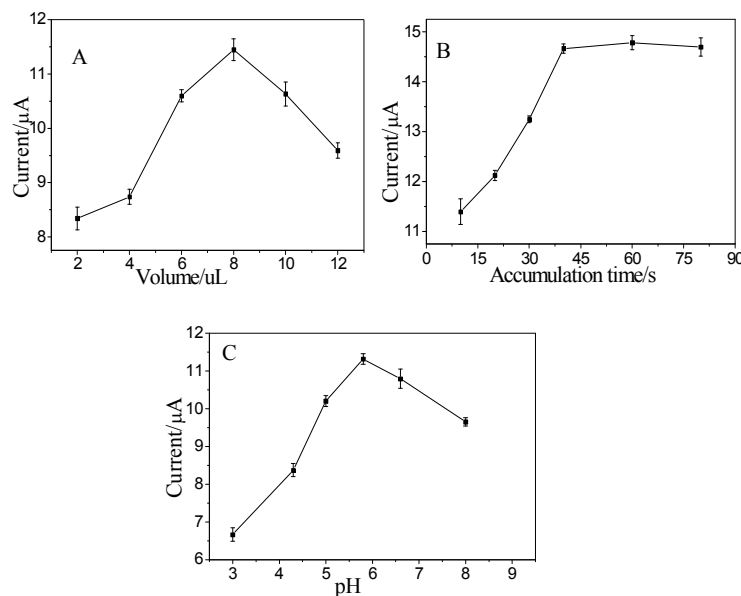 A
Current/μA
12
11
10
9
8
2 4 6 8 10 12
Volume/uL
B
Current/μA
15
14
13
12
11
0 15 30 45 60 75 90
Accumulation time/s
C
Current/μA
12
11
10
9
8
7
6
3 4 5 6 7 8 9
pH